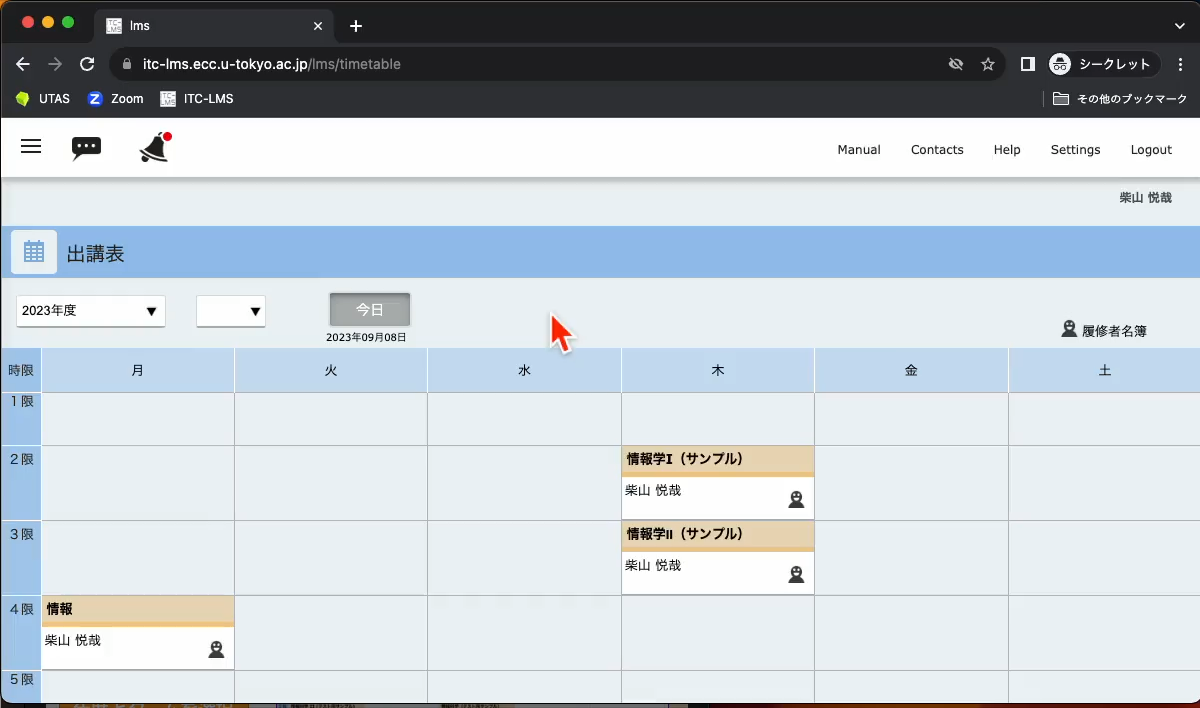 lms
itc-lms.ecc.u-tokyo.ac.jp/lms/timetable
シークレット
UTAS
Zoom
ITC-LMS
その他のブックマーク
Manual
Contacts
Help
Settings
Logout
柴山 悦哉
出講表
2023年度
今日
2023年09月08日
履修者名簿
時限 月 火 水 木 金 土
1限
2限
情報学I（サンプル）
柴山 悦哉
3限
情報学II（サンプル）
柴山 悦哉
4限
情報
柴山 悦哉
5限